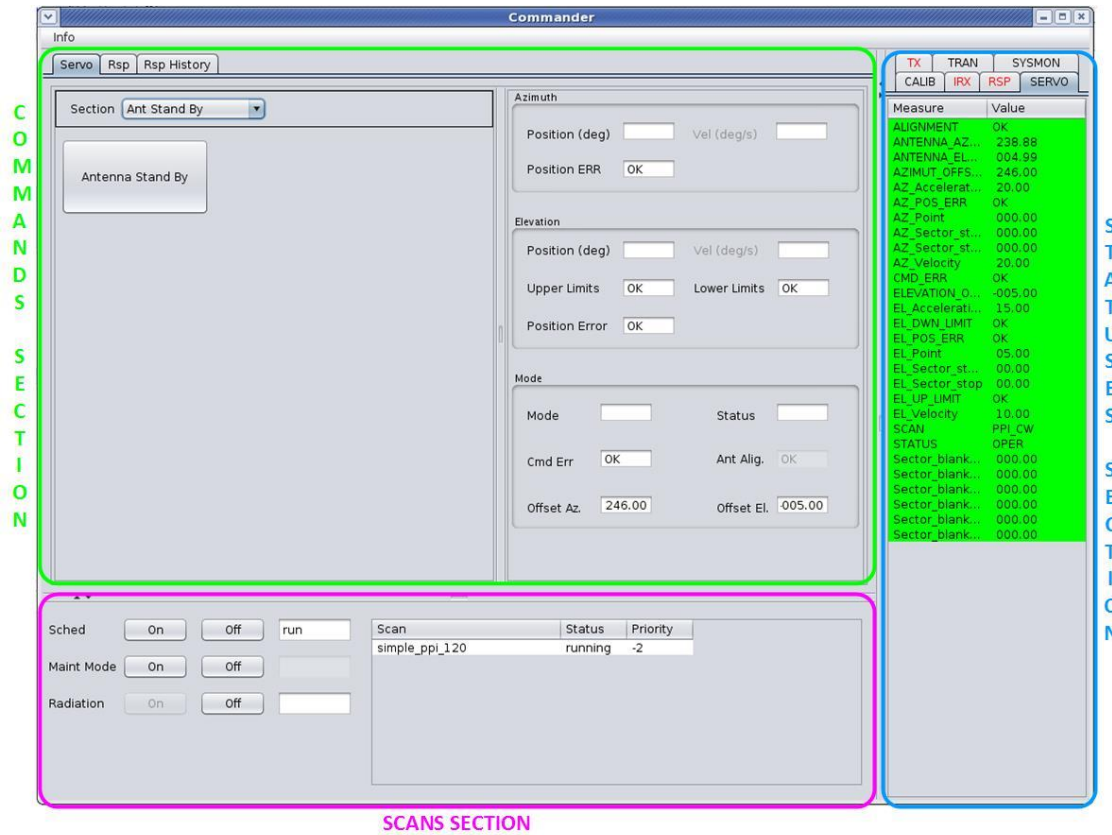 Commander
Info
COMMANDS SECTION
Servo Rsp Rsp History
Section Ant Stand By
Antenna Stand By
Azimuth
Position (deg) Vel (deg/s)
Position ERR OK
Elevation
Position (deg) Vel (deg/s)
Upper Limits OK Lower Limits OK
Position Error OK
Mode
Mode Status
Cmd Err OK Ant Alig. OK
Offset Az. 246.00 Offset El. -005.00
TX TRAN SYSMON
CALIB IRX RSP SERVO
Measure Value
ALIGNMENT OK
ANTENNA_AZ... 238.88
ANTENNA_EL... 004.99
AZIMUT_OFFS... 246.00
AZ_Accelerat... 20.00
AZ_POS_ERR OK
AZ_Point 000.00
AZ_Sector_st... 000.00
AZ_Sector_st... 000.00
AZ_Velocity 20.00
CMD_ERR OK
ELEVATION_O... -005.00
EL_Accelerati... 15.00
EL_DWN_LIMIT OK
EL_POS_ERR OK
EL_Point 05.00
EL_Sector_st... 00.00
EL_Sector_stop 00.00
EL_UP_LIMIT OK
EL_Velocity 10.00
SCAN PPI_CW
STATUS OPER
Sector_blank... 000.00
Sector_blank... 000.00
Sector_blank... 000.00
Sector_blank... 000.00
Sector_blank... 000.00
Sector_blank... 000.00
STATUSES SECTION
Sched On Off run
Maint Mode On Off
Radiation On Off
Scan Status Priority
simple_ppi_120 running -2
SCANS SECTION